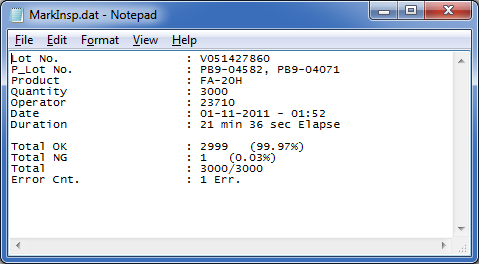 MarkInsp.dat - Notepad
File Edit Format View Help
Lot No. : V051427860
P_Lot No. : PB9-04582, PB9-04071
Product : FA-20H
Quantity : 3000
Operator : 23710
Date : 01-11-2011 - 01:52
Duration : 21 min 36 sec Elapse
Total OK : 2999 (99.97%)
Total NG : 1 (0.03%)
Total : 3000/3000
Error Cnt. : 1 Err.